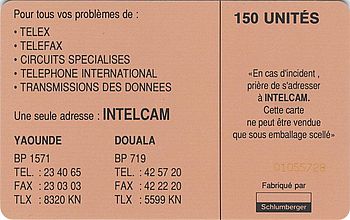 Pour tous vos problèmes de :
• TELEX
• TELEFAX
• CIRCUITS SPECIALISES
• TELEPHONE INTERNATIONAL
• TRANSMISSIONS DES DONNEES
Une seule adresse : INTELCAM
YAOUNDE
BP 1571
TEL. : 23 40 65
FAX : 23 03 03
TLX : 8320 KN
DOUALA
BP 719
TEL. : 42 57 20
FAX : 42 22 20
TLX : 5599 KN
150 UNITÉS
«En cas d'incident ,
prière de s'adresser
à INTELCAM.
Cette carte
ne peut être vendue
que sous emballage scellé»
01055728
Fabriqué par
Schlumberger